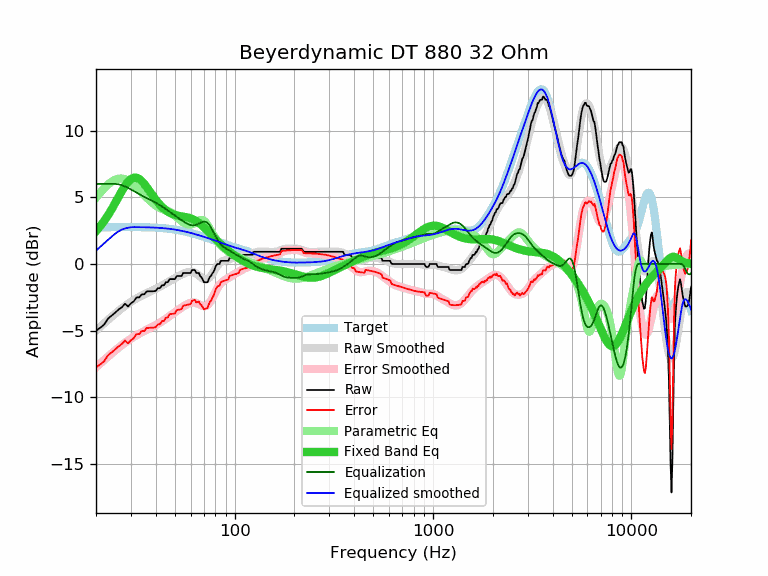 Beyerdynamic DT 880 32 Ohm
Amplitude (dBr)
10
5
0
−5
−10
−15
Target
Raw Smoothed
Error Smoothed
Raw
Error
Parametric Eq
Fixed Band Eq
Equalization
Equalized smoothed
100
1000
10000
Frequency (Hz)